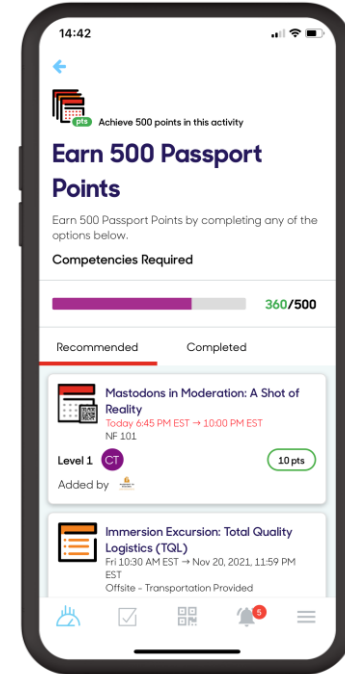 14:42
pts Achieve 500 points in this activity
Earn 500 Passport
Points
Earn 500 Passport Points by completing any of the
options below.
Competencies Required
360/500
Recommended Completed
Mastodons in Moderation: A Shot of
Reality
Today 6:45 PM EST → 10:00 PM EST
NF 101
Level 1 CT 10 pts
Added by
Immersion Excursion: Total Quality
Logistics (TQL)
Fri 10:30 AM EST → Nov 20, 2021, 11:59 PM
EST
Offsite - Transportation Provided
5